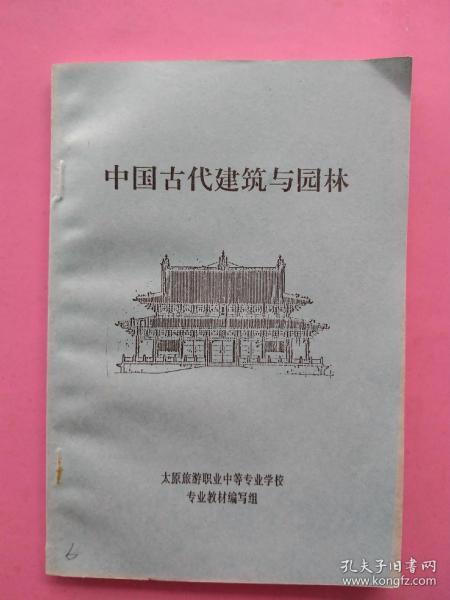 中国古代建筑与园林
太原旅游职业中等专业学校
专业教材编写组
6
孔夫子旧书网
www.kongfz.com